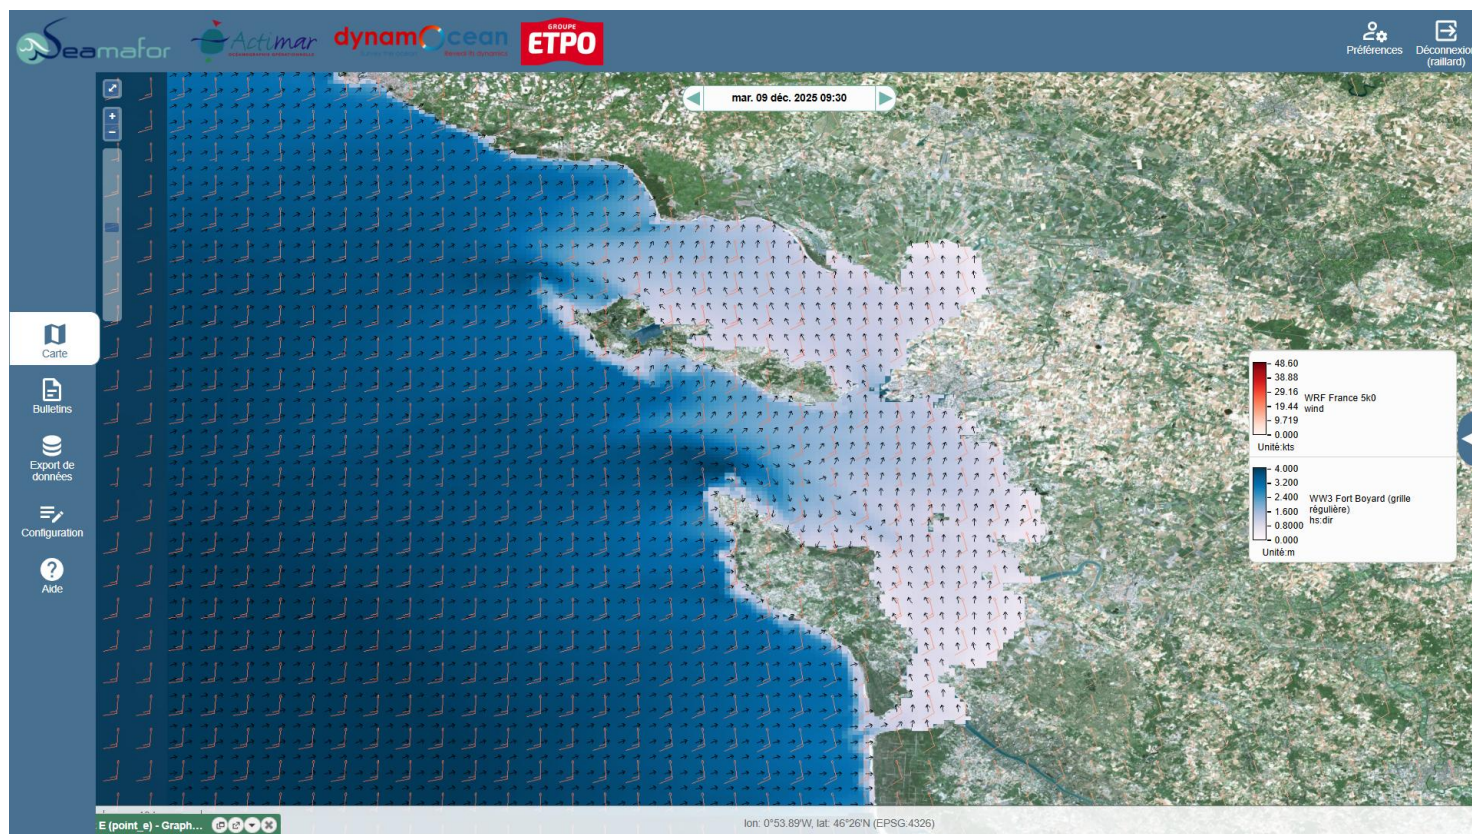 Seamafor
Actimar
OCÉANOGRAPHIE OPÉRATIONNELLE
dynamOcean
GROUPE
ETPO
Préférences
Déconnexion
(raillard)
mar. 09 déc. 2025 09:30
+
−
Carte
Bulletins
Export de
données
Configuration
Aide
48.60
38.88
29.16
19.44
9.719
0.000
WRF France 5k0
wind
Unité:kts
4.000
3.200
2.400
1.600
0.8000
0.000
WW3 Fort Boyard (grille
régulière)
hs:dir
Unité:m
E (point_e) - Graph...
lon: 0°53.89'W, lat: 46°26'N (EPSG:4326)